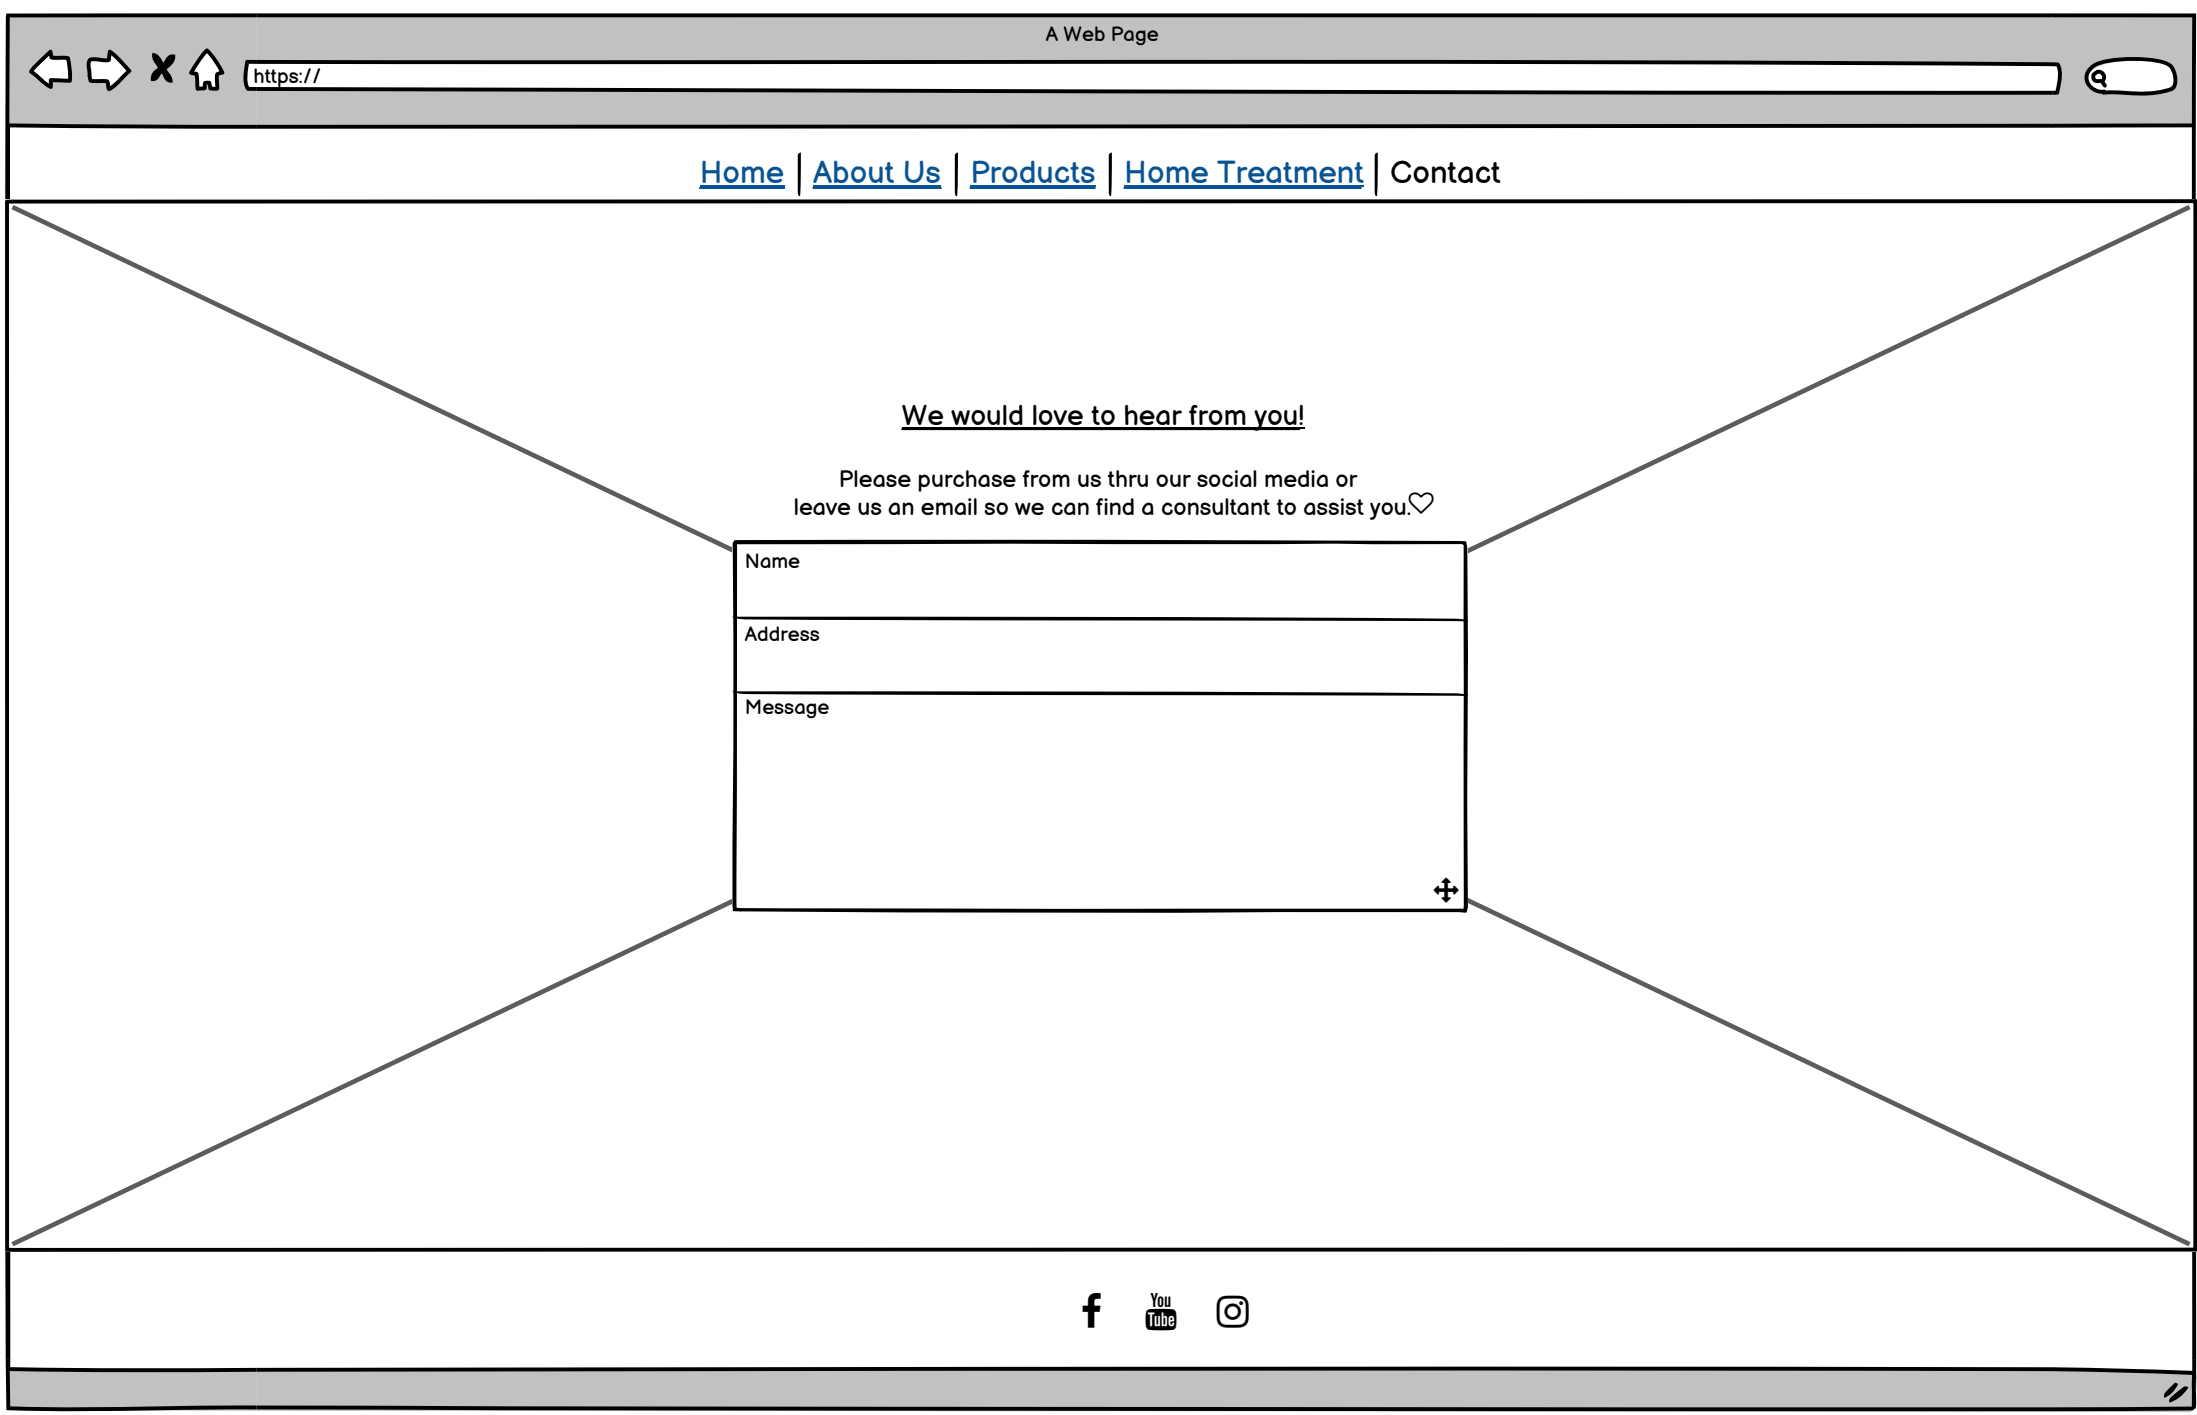 A Web Page
https://
Home | About Us | Products | Home Treatment | Contact
We would love to hear from you!
Please purchase from us thru our social media or
leave us an email so we can find a consultant to assist you.♡
Name
Address
Message
You
Tube